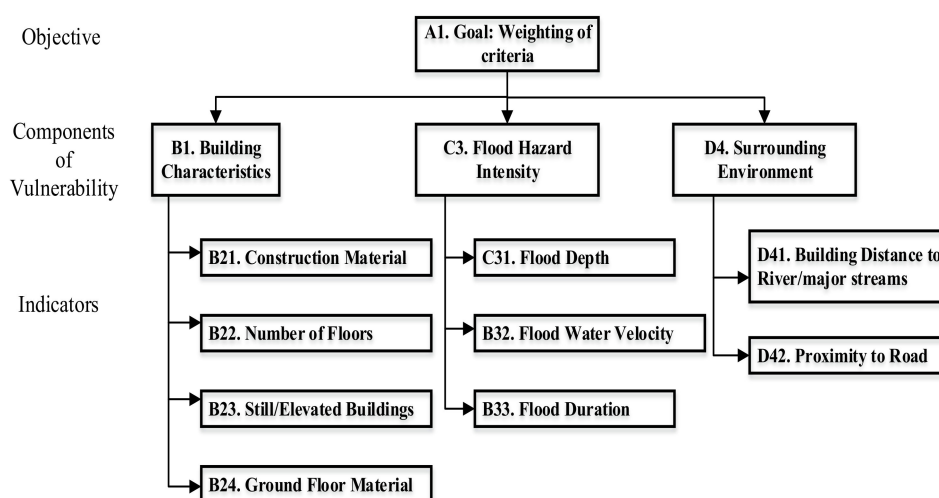 Objective
A1. Goal: Weighting of
criteria
Components
of
Vulnerability
B1. Building
Characteristics
C3. Flood Hazard
Intensity
D4. Surrounding
Environment
Indicators
B21. Construction Material
B22. Number of Floors
B23. Still/Elevated Buildings
B24. Ground Floor Material
C31. Flood Depth
B32. Flood Water Velocity
B33. Flood Duration
D41. Building Distance to
River/major streams
D42. Proximity to Road